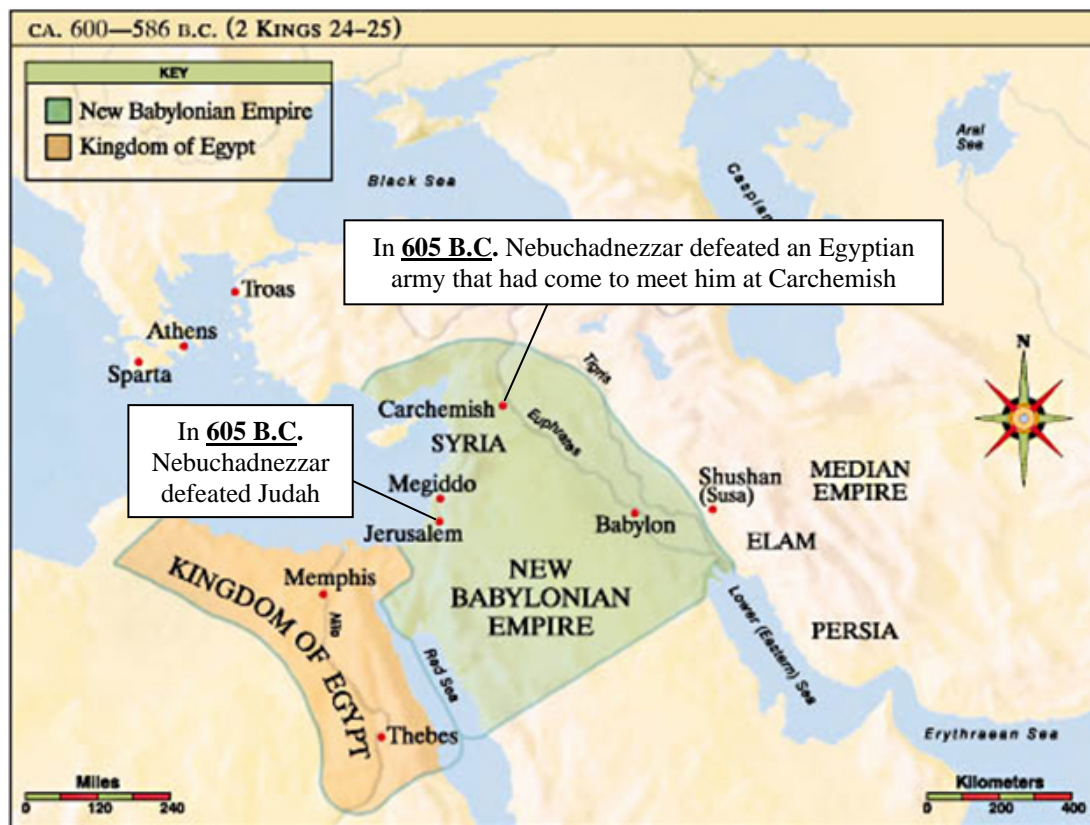 CA. 600—586 B.C. (2 KINGS 24–25)
KEY
New Babylonian Empire
Kingdom of Egypt
Black Sea
Caspian
Aral
Sea
In 605 B.C. Nebuchadnezzar defeated an Egyptian
army that had come to meet him at Carchemish
Troas
Athens
Sparta
Tigris
Carchemish
Euphrates
SYRIA
In 605 B.C.
Nebuchadnezzar
defeated Judah
N
Megiddo
Jerusalem
Shushan
(Susa)
MEDIAN
EMPIRE
Babylon
ELAM
KINGDOM OF EGYPT
Memphis
Nile
NEW
BABYLONIAN
EMPIRE
Lower (Eastern) Sea
PERSIA
Red Sea
Thebes
Erythraean Sea
Miles
0 120 240
Kilometers
0 200 400